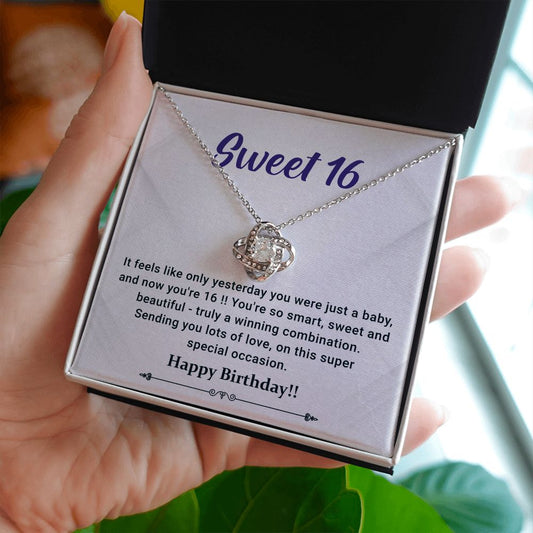 Sweet 16
It feels like only yesterday you were just a baby,
and now you're 16 !! You're so smart, sweet and
beautiful - truly a winning combination.
Sending you lots of love, on this super
special occasion.
Happy Birthday!!